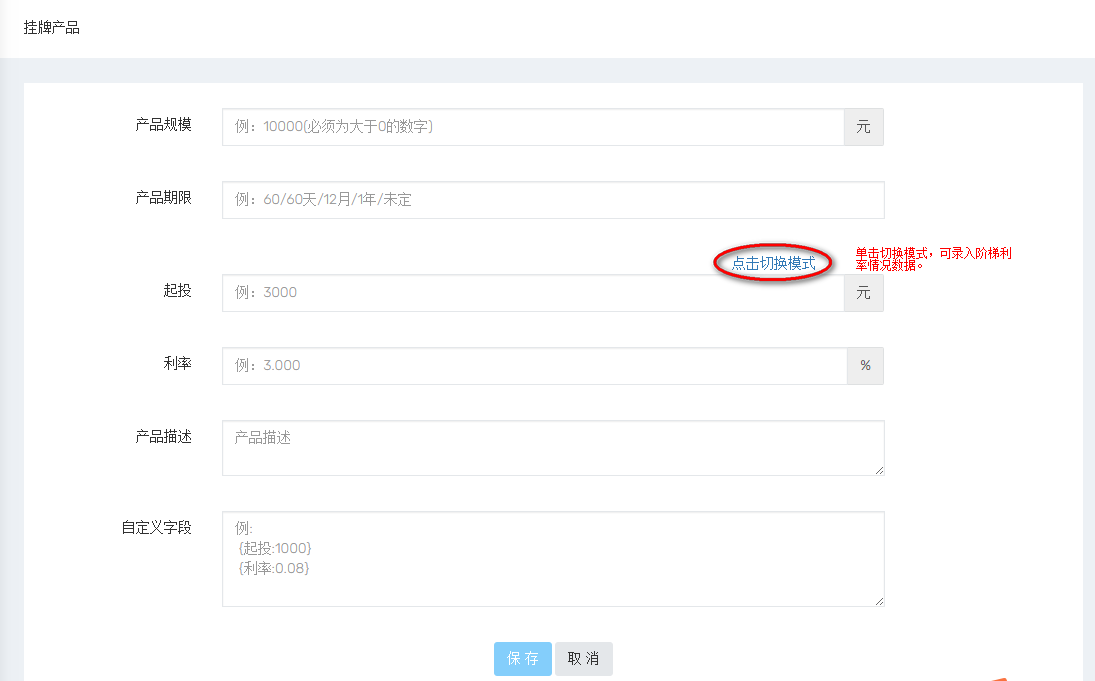 挂牌产品
产品规模
例：10000(必须为大于0的数字)
元
产品期限
例：60/60天/12月/1年/未定
点击切换模式
单击切换模式，可录入阶梯利
率情况数据。
起投
例：3000
元
利率
例：3.000
%
产品描述
产品描述
自定义字段
例:
{起投:1000}
{利率:0.08}
保 存
取 消